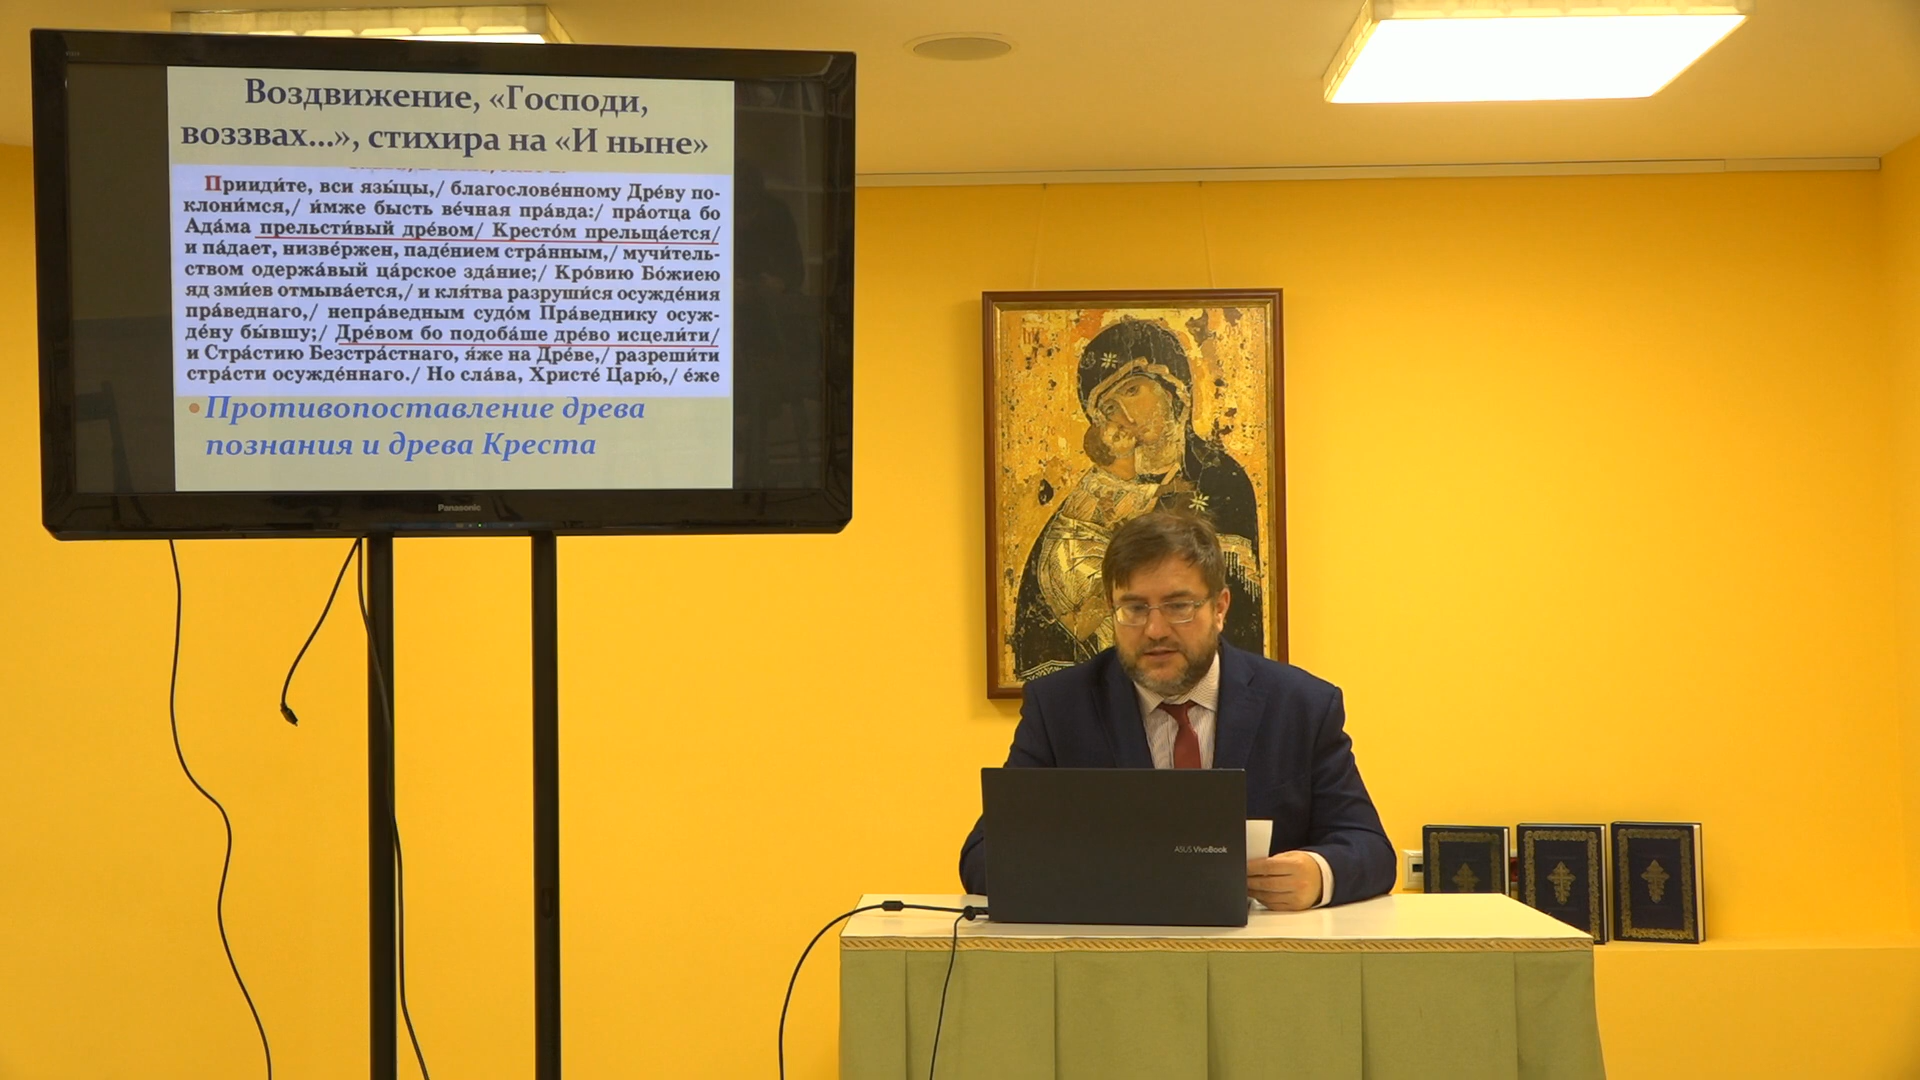 Воздвижение, «Господи,
воззвах...», стихира на «И ныне»
Прииди́те, вси язы́цы,/ благослове́нному Дре́ву по-
клони́мся,/ и́мже бысть ве́чная пра́вда:/ пра́отца бо
Ада́ма прельсти́вый дре́вом/ Кресто́м прельща́ется/
и па́дает, низве́ржен, паде́нием стра́нным,/ мучи́тель-
ством одержа́вый ца́рское зда́ние;/ Кро́вию Бо́жиею
яд зми́ев отмыва́ется,/ и кля́тва разруши́ся осужде́ния
пра́веднаго,/ непра́ведным судо́м Пра́веднику осуж-
де́ну бы́вшу;/ Дре́вом бо подоба́ше дре́во исцели́ти/
и Стра́стию Безстра́стнаго, я́же на Дре́ве,/ разреши́ти
стра́сти осужде́ннаго./ Но сла́ва, Христе́ Царю́,/ е́же
Противопоставление древа
познания и древа Креста
Panasonic
ASUS VivoBook